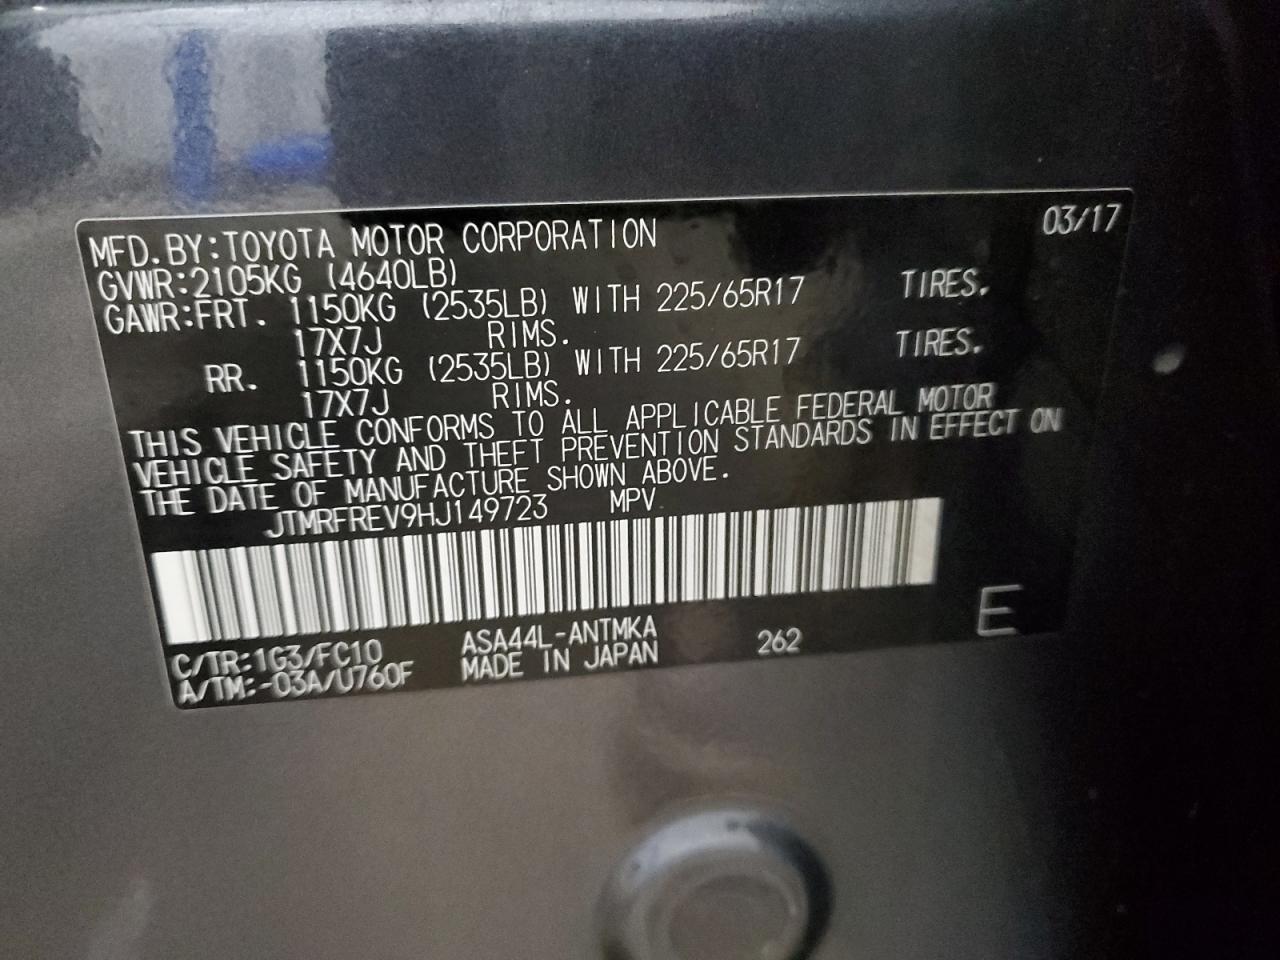 MFD.BY:TOYOTA MOTOR CORPORATION 03/17
GVWR:2105KG (4640LB)
GAWR:FRT. 1150KG (2535LB) WITH 225/65R17 TIRES.
17X7J RIMS.
RR. 1150KG (2535LB) WITH 225/65R17 TIRES.
17X7J RIMS.
THIS VEHICLE CONFORMS TO ALL APPLICABLE FEDERAL MOTOR
VEHICLE SAFETY AND THEFT PREVENTION STANDARDS IN EFFECT ON
THE DATE OF MANUFACTURE SHOWN ABOVE.
JTMRFREV9HJ149723 MPV
E
C/TR:1G3/FC10 ASA44L-ANTMKA 262
A/TM:-03A/U760F MADE IN JAPAN